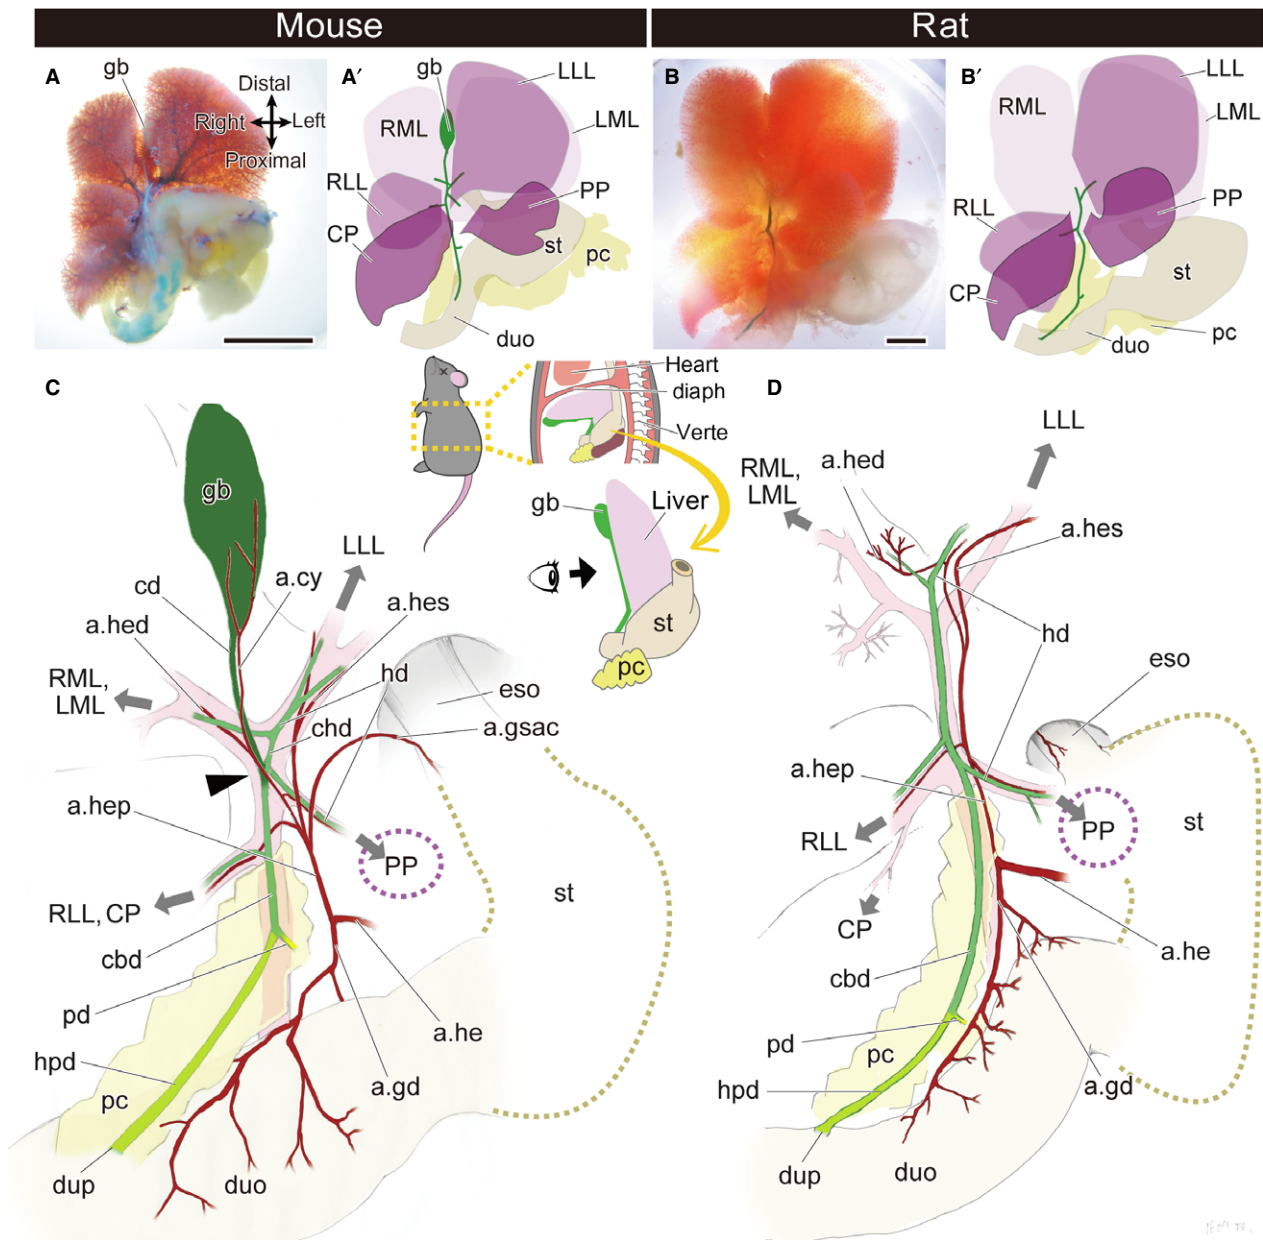 Mouse
Rat
A
gb
Distal
Right
Left
Proximal
A′
gb
LLL
RML
LML
RLL
PP
CP
st
pc
duo
B
B′
LLL
RML
LML
RLL
PP
CP
st
pc
duo
Heart
diaph
Verte
gb
Liver
st
pc
C
gb
LLL
cd
a.cy
a.hes
a.hed
hd
RML,
LML
eso
chd
a.gsac
a.hep
PP
RLL, CP
st
cbd
pd
a.he
hpd
a.gd
pc
dup
duo
D
LLL
a.hed
RML,
LML
a.hes
hd
eso
a.hep
PP
st
RLL
CP
a.he
cbd
pd
pc
hpd
a.gd
dup
duo